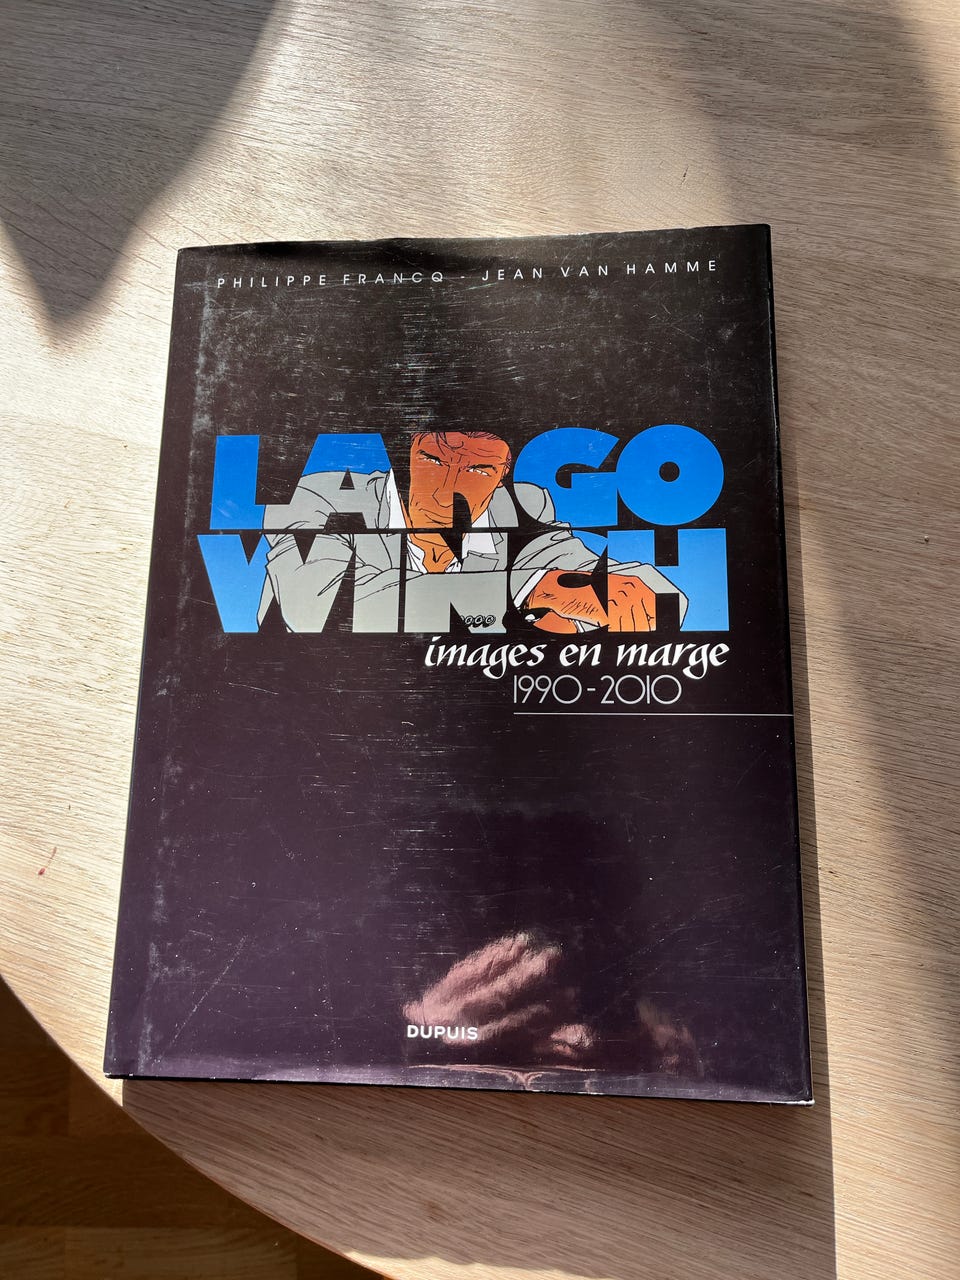 PHILIPPE FRANCQ - JEAN VAN HAMME
LARGO
WINCH
images en marge
1990-2010
DUPUIS